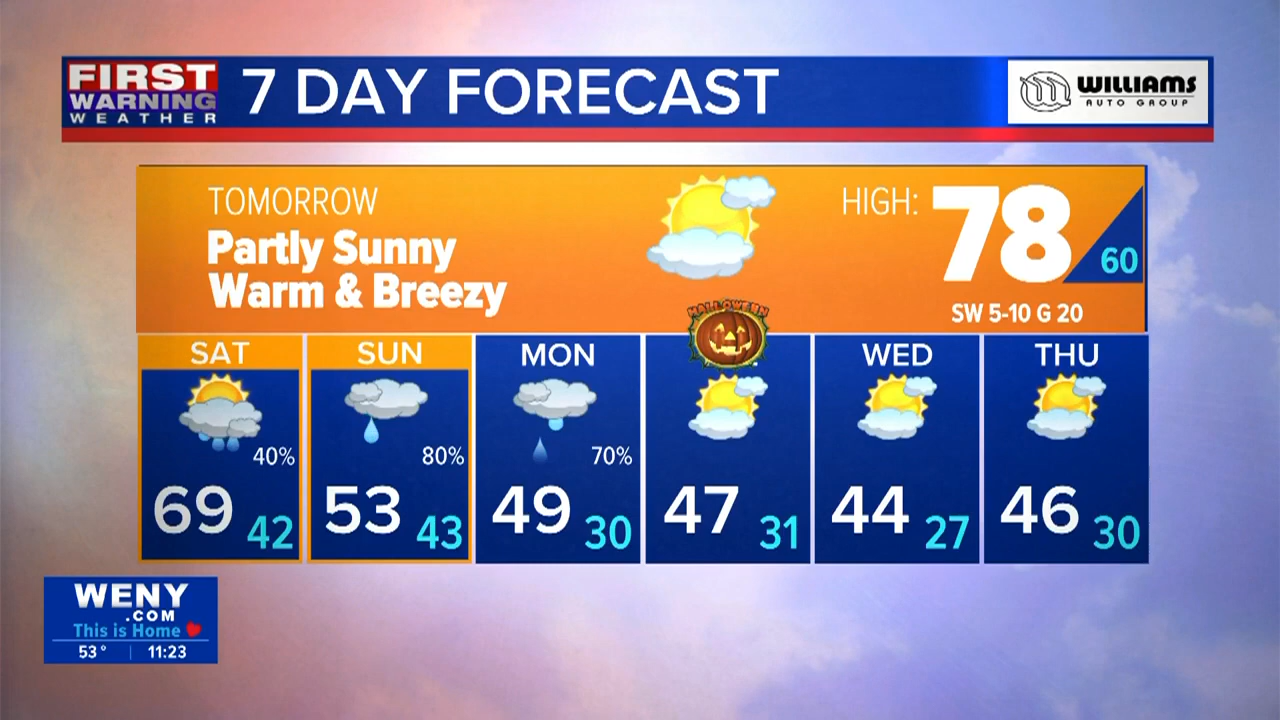 FIRST
WARNING
WEATHER
7 DAY FORECAST
WILLIAMS
AUTO GROUP
TOMORROW
Partly Sunny
Warm & Breezy
HIGH: 78
60
SW 5-10 G 20
HALLOWEEN
SAT SUN MON WED THU
40% 80% 70%
69 42 53 43 49 30 47 31 44 27 46 30
WENY
.COM
This is Home
53° | 11:23